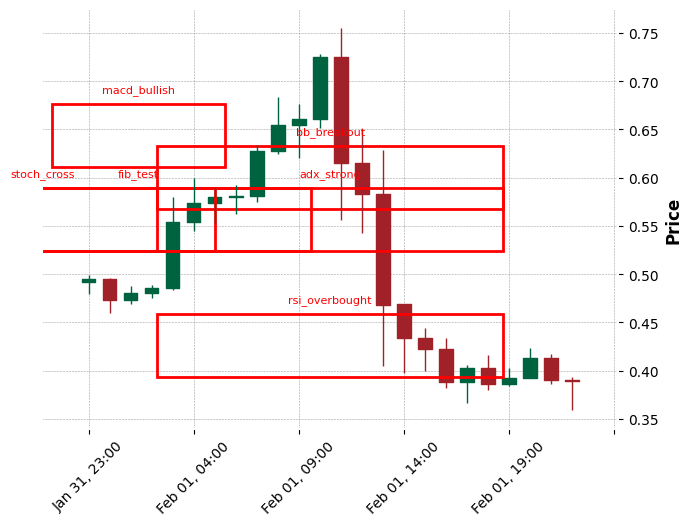 macd_bullish
bb_breakout
stoch_cross
fib_test
adx_strong
rsi_overbought
0.75
0.70
0.65
0.60
0.55
0.50
0.45
0.40
0.35
Price
Jan 31, 23:00
Feb 01, 04:00
Feb 01, 09:00
Feb 01, 14:00
Feb 01, 19:00